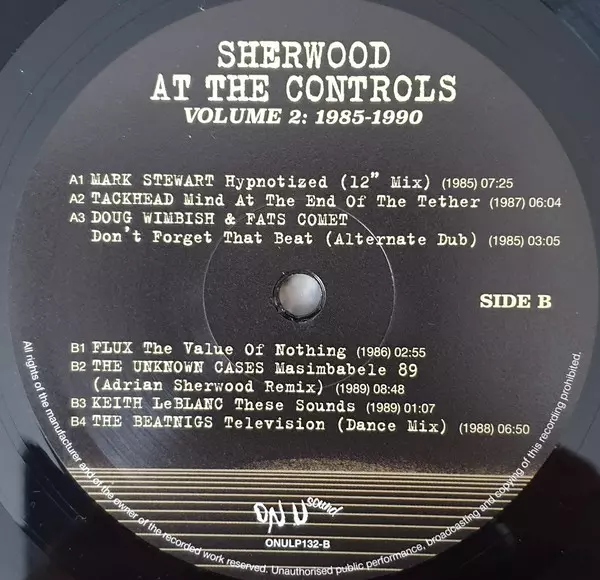 SHERWOOD
AT THE CONTROLS
VOLUME 2: 1985-1990
A1 MARK STEWART Hypnotized (12" Mix) (1985) 07:25
A2 TACKHEAD Mind At The End Of The Tether (1987) 06:04
A3 DOUG WIMBISH & FATS COMET
Don't Forget That Beat (Alternate Dub) (1985) 03:05
SIDE B
B1 FLUX The Value Of Nothing (1986) 02:55
B2 THE UNKNOWN CASES Masimbabele 89
(Adrian Sherwood Remix) (1989) 08:48
B3 KEITH LeBLANC These Sounds (1989) 01:07
B4 THE BEATNIGS Television (Dance Mix) (1988) 06:50
ON U sound
ONULP132-B
All rights of the manufacturer and of the owner of the recorded work reserved. Unauthorised public performance, broadcasting and copying of this recording prohibited.